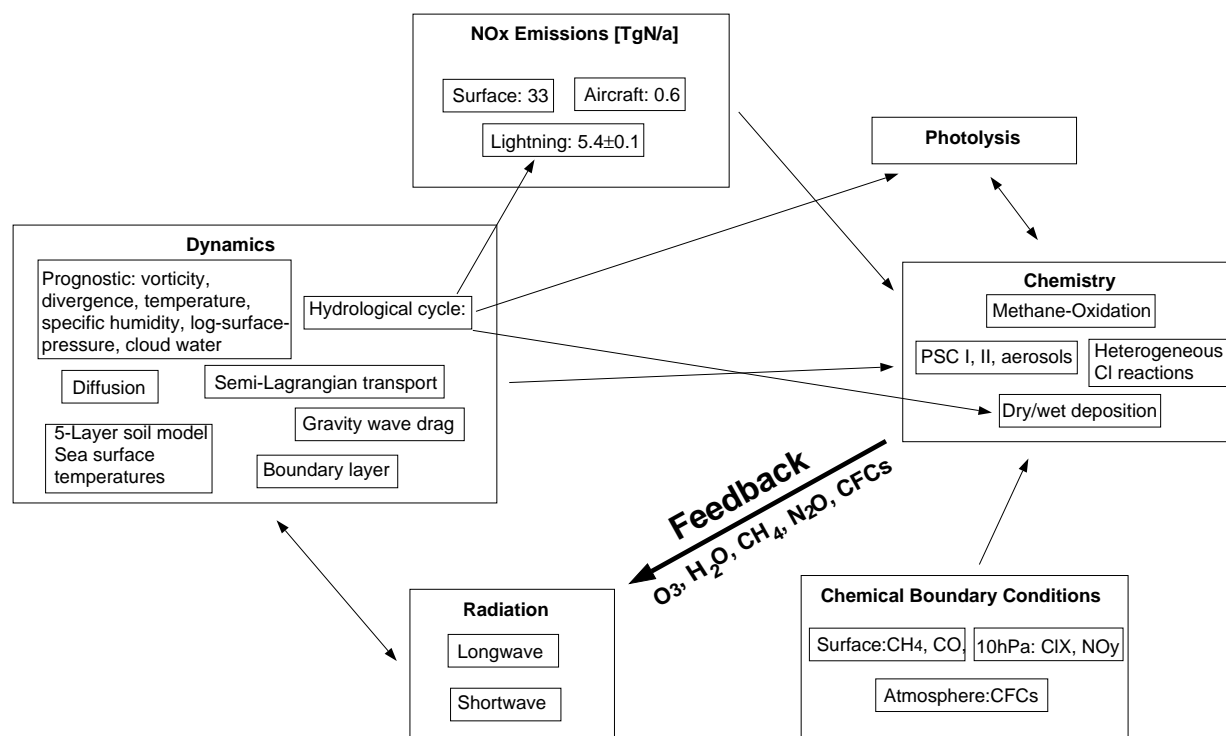 NOx Emissions [TgN/a]
Surface: 33
Aircraft: 0.6
Lightning: 5.4±0.1
Photolysis
Dynamics
Prognostic: vorticity,
divergence, temperature,
specific humidity, log-surface-
pressure, cloud water
Hydrological cycle:
Diffusion
Semi-Lagrangian transport
Gravity wave drag
5-Layer soil model
Sea surface
temperatures
Boundary layer
Chemistry
Methane-Oxidation
PSC I, II, aerosols
Heterogeneous
Cl reactions
Dry/wet deposition
Feedback
O3, H2O, CH4, N2O, CFCs
Radiation
Longwave
Shortwave
Chemical Boundary Conditions
Surface:CH4, CO,
10hPa: ClX, NOy
Atmosphere:CFCs